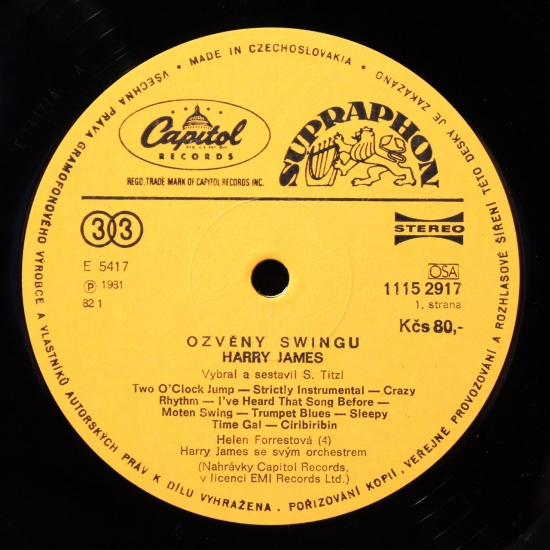 MADE IN CZECHOSLOVAKIA
VŠECHNA PRÁVA GRAMOFONOVÉHO VÝROBCE A VLASTNÍKŮ AUTORSKÝCH PRÁV K DÍLU VYHRAŽENA. POŘIZOVÁNÍ KOPIÍ, VEŘEJNÉ PROVOZOVÁNÍ A ROZHLASOVÉ ŠÍŘENÍ TÉTO DESKY JE ZAKÁZÁNO
Capitol
RECORDS
REGD. TRADE MARK OF CAPITOL RECORDS INC.
SUPRAPHON
33
STEREO
E 5417
Ⓟ 1981
82 1
OSA
1115 2917
1. strana
Kčs 80,-
OZVĚNY SWINGU
HARRY JAMES
Vybral a sestavil S. Titzl
Two O'Clock Jump — Strictly Instrumental — Crazy
Rhythm — I've Heard That Song Before —
Moten Swing — Trumpet Blues — Sleepy
Time Gal — Cirlbiribin
Helen Forrestová (4)
Harry James se svým orchestrem
(Nahrávky Capitol Records,
v licenci EMI Records Ltd.)